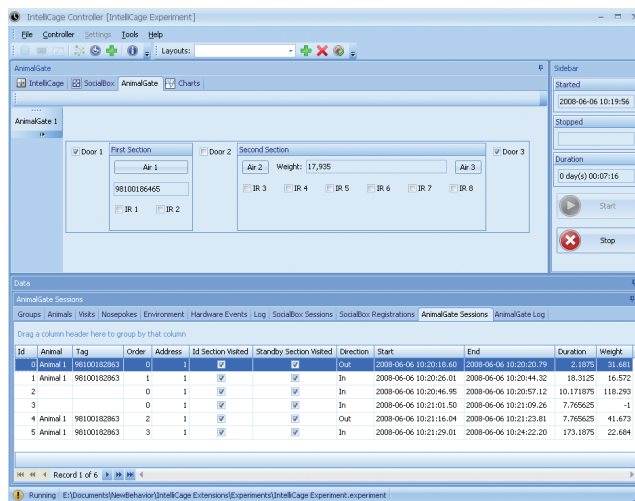 IntelliCage Controller [IntelliCage Experiment]
File Controller Settings Tools Help
Layouts:
AnimalGate
IntelliCage SocialBox AnimalGate Charts
AnimalGate 1
Door 1 First Section Door 2 Second Section Door 3
Air 1 Air 2 Weight: 17,935 Air 3
98100186465 IR 3 IR 4 IR 5 IR 6 IR 7 IR 8
IR 1 IR 2
Sidebar
Started
2008-06-06 10:19:56
Stopped
Duration
0 day(s) 00:07:16
Start
Stop
Data
AnimalGate Sessions
Groups Animals Visits Nosepokes Environment Hardware Events Log SocialBox Sessions SocialBox Registrations AnimalGate Sessions AnimalGate Log
Drag a column header here to group by that column
Id Animal Tag Order Address Id Section Visited Standby Section Visited Direction Start End Duration Weight
0 Animal 1 98100182863 0 1 Out 2008-06-06 10:20:18.60 2008-06-06 10:20:20.79 2.1875 31.681
1 Animal 1 98100182863 1 1 In 2008-06-06 10:20:26.01 2008-06-06 10:20:44.32 18.3125 16.572
2 0 1 In 2008-06-06 10:20:46.95 2008-06-06 10:20:57.12 10.171875 118.293
3 0 1 In 2008-06-06 10:21:01.50 2008-06-06 10:21:09.26 7.765625 -1
4 Animal 1 98100182863 2 1 Out 2008-06-06 10:21:16.04 2008-06-06 10:21:23.81 7.765625 41.673
5 Animal 1 98100182863 3 1 In 2008-06-06 10:21:29.01 2008-06-06 10:24:22.20 173.1875 22.684
Record 1 of 6
Running E:\Documents\NewBehavior\IntelliCage Extensions\Experiments\IntelliCage Experiment.experiment